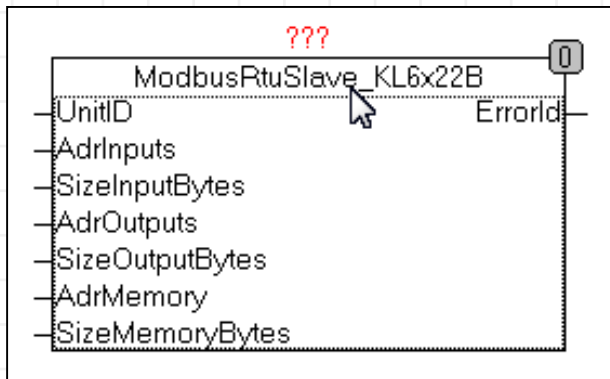 ???
0
ModbusRtuSlave_KL6x22B
UnitID ErrorId
AdrInputs
SizeInputBytes
AdrOutputs
SizeOutputBytes
AdrMemory
SizeMemoryBytes